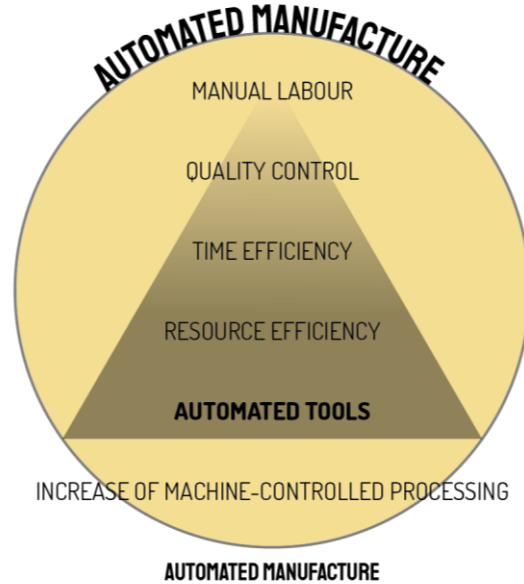 AUTOMATED MANUFACTURE
MANUAL LABOUR
QUALITY CONTROL
TIME EFFICIENCY
RESOURCE EFFICIENCY
AUTOMATED TOOLS
INCREASE OF MACHINE-CONTROLLED PROCESSING
AUTOMATED MANUFACTURE